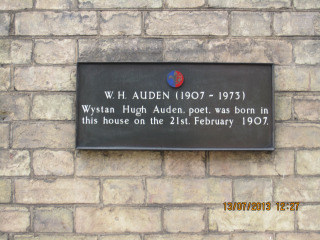 W. H. AUDEN (1907 - 1973)
Wystan Hugh Auden, poet, was born in
this house on the 21st. February 1907.
13/07/2013 12:27